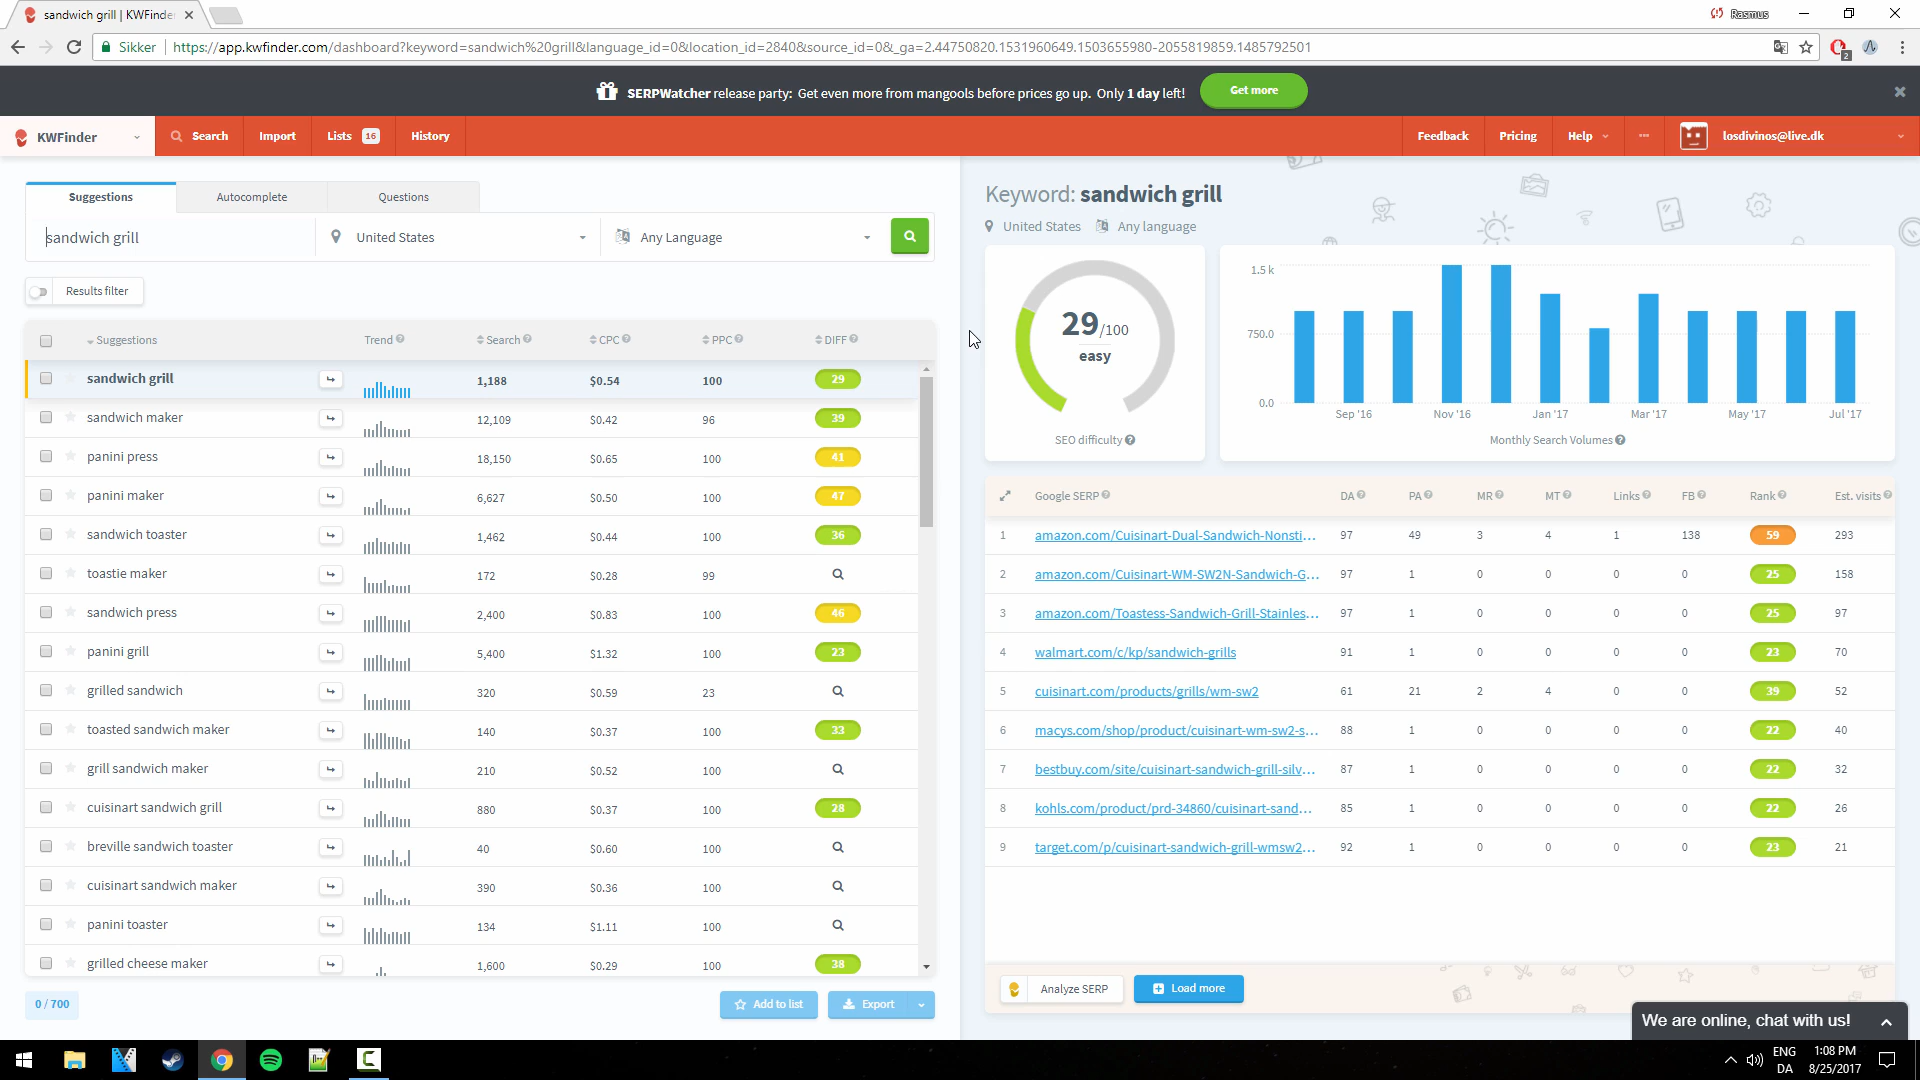 sandwich grill | KWFinde
Rasmus
Sikker https://app.kwfinder.com/dashboard?keyword=sandwich%20grill&language_id=0&location_id=2840&source_id=0&_ga=2.44750820.1531960649.1503655980-2055819859.1485792501
2
SERPWatcher release party: Get even more from mangools before prices go up. Only 1 day left! Get more
KWFinder Search Import Lists 16 History Feedback Pricing Help losdivinos@live.dk
Suggestions Autocomplete Questions
sandwich grill United States Any Language
Results filter
Suggestions Trend Search CPC PPC DIFF
sandwich grill 1,188 $0.54 100 29
sandwich maker 12,109 $0.42 96 39
panini press 18,150 $0.65 100 41
panini maker 6,627 $0.50 100 47
sandwich toaster 1,462 $0.44 100 36
toastie maker 172 $0.28 99
sandwich press 2,400 $0.83 100 46
panini grill 5,400 $1.32 100 23
grilled sandwich 320 $0.59 23
toasted sandwich maker 140 $0.37 100 33
grill sandwich maker 210 $0.52 100
cuisinart sandwich grill 880 $0.37 100 28
breville sandwich toaster 40 $0.60 100
cuisinart sandwich maker 390 $0.36 100
panini toaster 134 $1.11 100
grilled cheese maker 1,600 $0.29 100 38
0 / 700 Add to list Export
Keyword: sandwich grill
United States Any language
29/100
easy
SEO difficulty
1.5 k
750.0
0.0
Sep '16 Nov '16 Jan '17 Mar '17 May '17 Jul '17
Monthly Search Volumes
Google SERP DA PA MR MT Links FB Rank Est. visits
1 amazon.com/Cuisinart-Dual-Sandwich-Nonsti... 97 49 3 4 1 138 59 293
2 amazon.com/Cuisinart-WM-SW2N-Sandwich-G... 97 1 0 0 0 0 25 158
3 amazon.com/Toastess-Sandwich-Grill-Stainles... 97 1 0 0 0 0 25 97
4 walmart.com/c/kp/sandwich-grills 91 1 0 0 0 0 23 70
5 cuisinart.com/products/grills/wm-sw2 61 21 2 4 0 0 39 52
6 macys.com/shop/product/cuisinart-wm-sw2-s... 88 1 0 0 0 0 22 40
7 bestbuy.com/site/cuisinart-sandwich-grill-silv... 87 1 0 0 0 0 22 32
8 kohls.com/product/prd-34860/cuisinart-sand... 85 1 0 0 0 0 22 26
9 target.com/p/cuisinart-sandwich-grill-wmsw2... 92 1 0 0 0 0 23 21
Analyze SERP Load more
We are online, chat with us!
ENG
DA
1:08 PM
8/25/2017